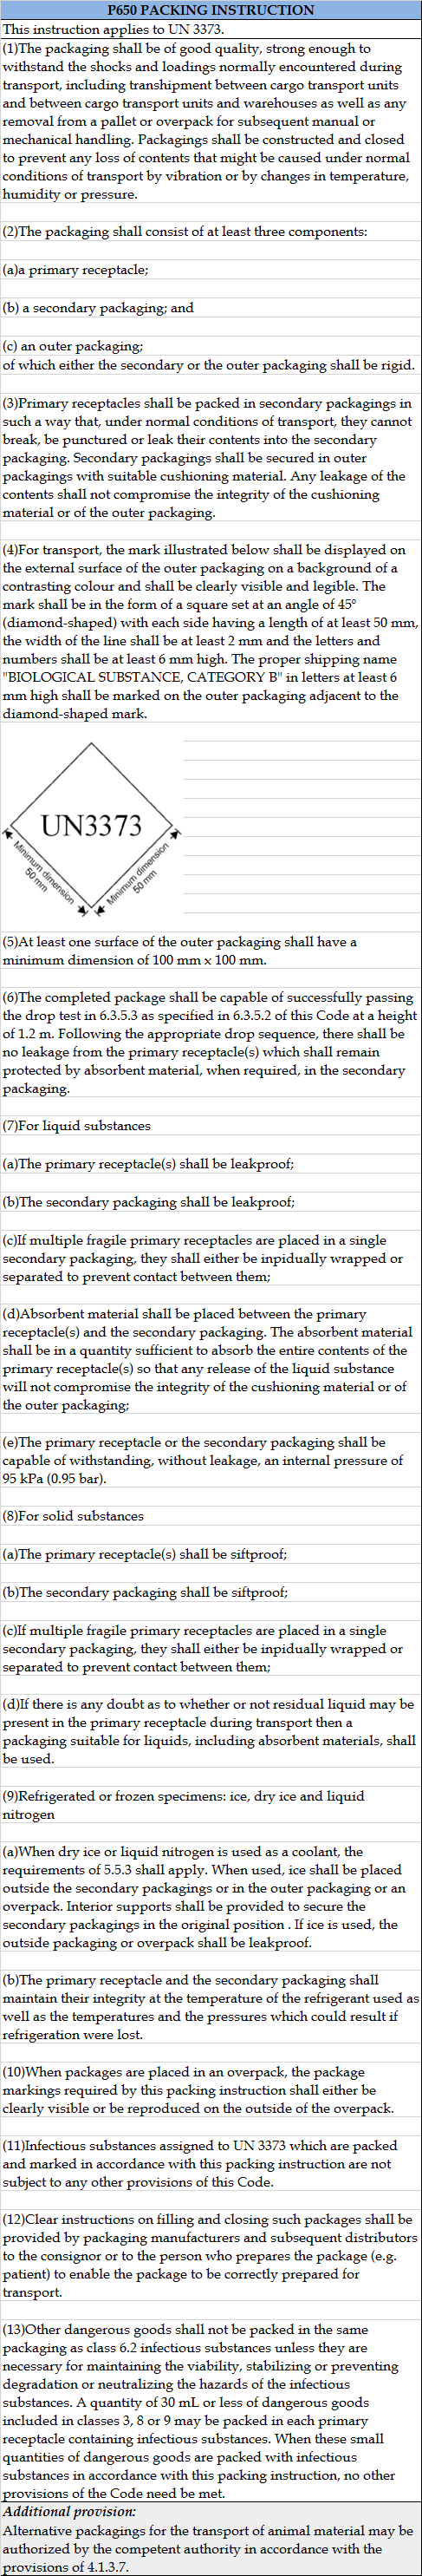 P650 PACKING INSTRUCTION
This instruction applies to UN 3373.
(1)The packaging shall be of good quality, strong enough to
withstand the shocks and loadings normally encountered during
transport, including transhipment between cargo transport units
and between cargo transport units and warehouses as well as any
removal from a pallet or overpack for subsequent manual or
mechanical handling. Packagings shall be constructed and closed
to prevent any loss of contents that might be caused under normal
conditions of transport by vibration or by changes in temperature,
humidity or pressure.
(2)The packaging shall consist of at least three components:
(a)a primary receptacle;
(b) a secondary packaging; and
(c) an outer packaging;
of which either the secondary or the outer packaging shall be rigid.
(3)Primary receptacles shall be packed in secondary packagings in
such a way that, under normal conditions of transport, they cannot
break, be punctured or leak their contents into the secondary
packaging. Secondary packagings shall be secured in outer
packagings with suitable cushioning material. Any leakage of the
contents shall not compromise the integrity of the cushioning
material or of the outer packaging.
(4)For transport, the mark illustrated below shall be displayed on
the external surface of the outer packaging on a background of a
contrasting colour and shall be clearly visible and legible. The
mark shall be in the form of a square set at an angle of 45°
(diamond-shaped) with each side having a length of at least 50 mm,
the width of the line shall be at least 2 mm and the letters and
numbers shall be at least 6 mm high. The proper shipping name
"BIOLOGICAL SUBSTANCE, CATEGORY B" in letters at least 6
mm high shall be marked on the outer packaging adjacent to the
diamond-shaped mark.
UN3373
Minimum dimension
50 mm
Minimum dimension
50 mm
(5)At least one surface of the outer packaging shall have a
minimum dimension of 100 mm x 100 mm.
(6)The completed package shall be capable of successfully passing
the drop test in 6.3.5.3 as specified in 6.3.5.2 of this Code at a height
of 1.2 m. Following the appropriate drop sequence, there shall be
no leakage from the primary receptacle(s) which shall remain
protected by absorbent material, when required, in the secondary
packaging.
(7)For liquid substances
(a)The primary receptacle(s) shall be leakproof;
(b)The secondary packaging shall be leakproof;
(c)If multiple fragile primary receptacles are placed in a single
secondary packaging, they shall either be inpidually wrapped or
separated to prevent contact between them;
(d)Absorbent material shall be placed between the primary
receptacle(s) and the secondary packaging. The absorbent material
shall be in a quantity sufficient to absorb the entire contents of the
primary receptacle(s) so that any release of the liquid substance
will not compromise the integrity of the cushioning material or of
the outer packaging;
(e)The primary receptacle or the secondary packaging shall be
capable of withstanding, without leakage, an internal pressure of
95 kPa (0.95 bar).
(8)For solid substances
(a)The primary receptacle(s) shall be siftproof;
(b)The secondary packaging shall be siftproof;
(c)If multiple fragile primary receptacles are placed in a single
secondary packaging, they shall either be inpidually wrapped or
separated to prevent contact between them;
(d)If there is any doubt as to whether or not residual liquid may be
present in the primary receptacle during transport then a
packaging suitable for liquids, including absorbent materials, shall
be used.
(9)Refrigerated or frozen specimens: ice, dry ice and liquid
nitrogen
(a)When dry ice or liquid nitrogen is used as a coolant, the
requirements of 5.5.3 shall apply. When used, ice shall be placed
outside the secondary packagings or in the outer packaging or an
overpack. Interior supports shall be provided to secure the
secondary packagings in the original position . If ice is used, the
outside packaging or overpack shall be leakproof.
(b)The primary receptacle and the secondary packaging shall
maintain their integrity at the temperature of the refrigerant used as
well as the temperatures and the pressures which could result if
refrigeration were lost.
(10)When packages are placed in an overpack, the package
markings required by this packing instruction shall either be
clearly visible or be reproduced on the outside of the overpack.
(11)Infectious substances assigned to UN 3373 which are packed
and marked in accordance with this packing instruction are not
subject to any other provisions of this Code.
(12)Clear instructions on filling and closing such packages shall be
provided by packaging manufacturers and subsequent distributors
to the consignor or to the person who prepares the package (e.g.
patient) to enable the package to be correctly prepared for
transport.
(13)Other dangerous goods shall not be packed in the same
packaging as class 6.2 infectious substances unless they are
necessary for maintaining the viability, stabilizing or preventing
degradation or neutralizing the hazards of the infectious
substances. A quantity of 30 mL or less of dangerous goods
included in classes 3, 8 or 9 may be packed in each primary
receptacle containing infectious substances. When these small
quantities of dangerous goods are packed with infectious
substances in accordance with this packing instruction, no other
provisions of the Code need be met.
Additional provision:
Alternative packagings for the transport of animal material may be
authorized by the competent authority in accordance with the
provisions of 4.1.3.7.